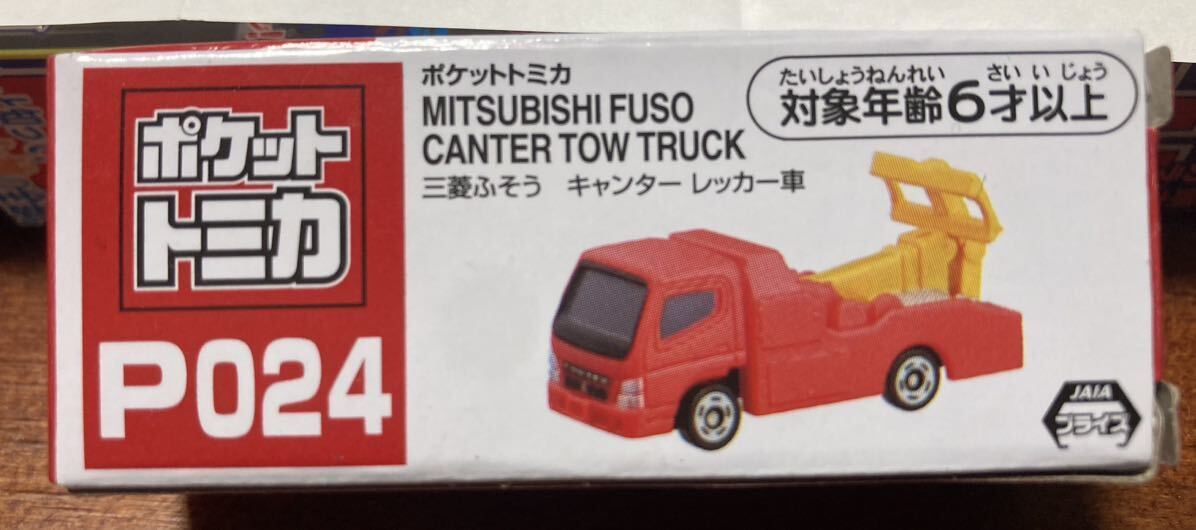 ポケット
トミカ
P024
ポケットトミカ
MITSUBISHI FUSO
CANTER TOW TRUCK
三菱ふそう キャンター レッカー車
たいしょうねんれい さい い じょう
対象年齢6才以上
CANTER
JAIA
プライズ